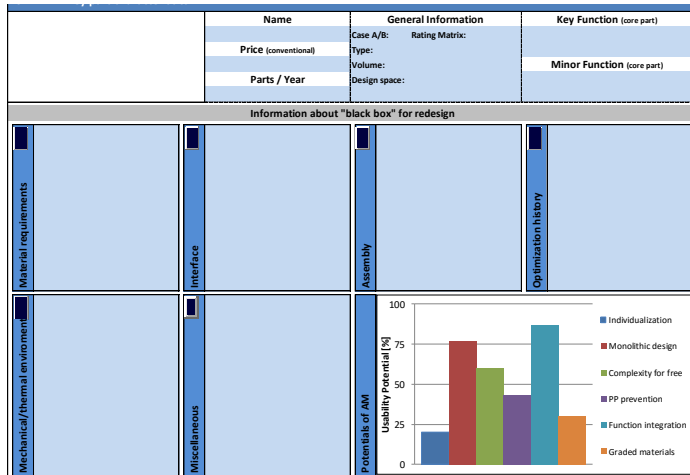 Name
General Information
Key Function (core part)
Case A/B: Rating Matrix:
Price (conventional)
Type:
Volume:
Minor Function (core part)
Parts / Year
Design space:
Information about "black box" for redesign
Material requirements
Interface
Assembly
Optimization history
Mechanical/thermal enviroment
Miscellaneous
Potentials of AM
Usability Potential [%]
100
75
50
25
0
Individualization
Monolithic design
Complexity for free
PP prevention
Function integration
Graded materials